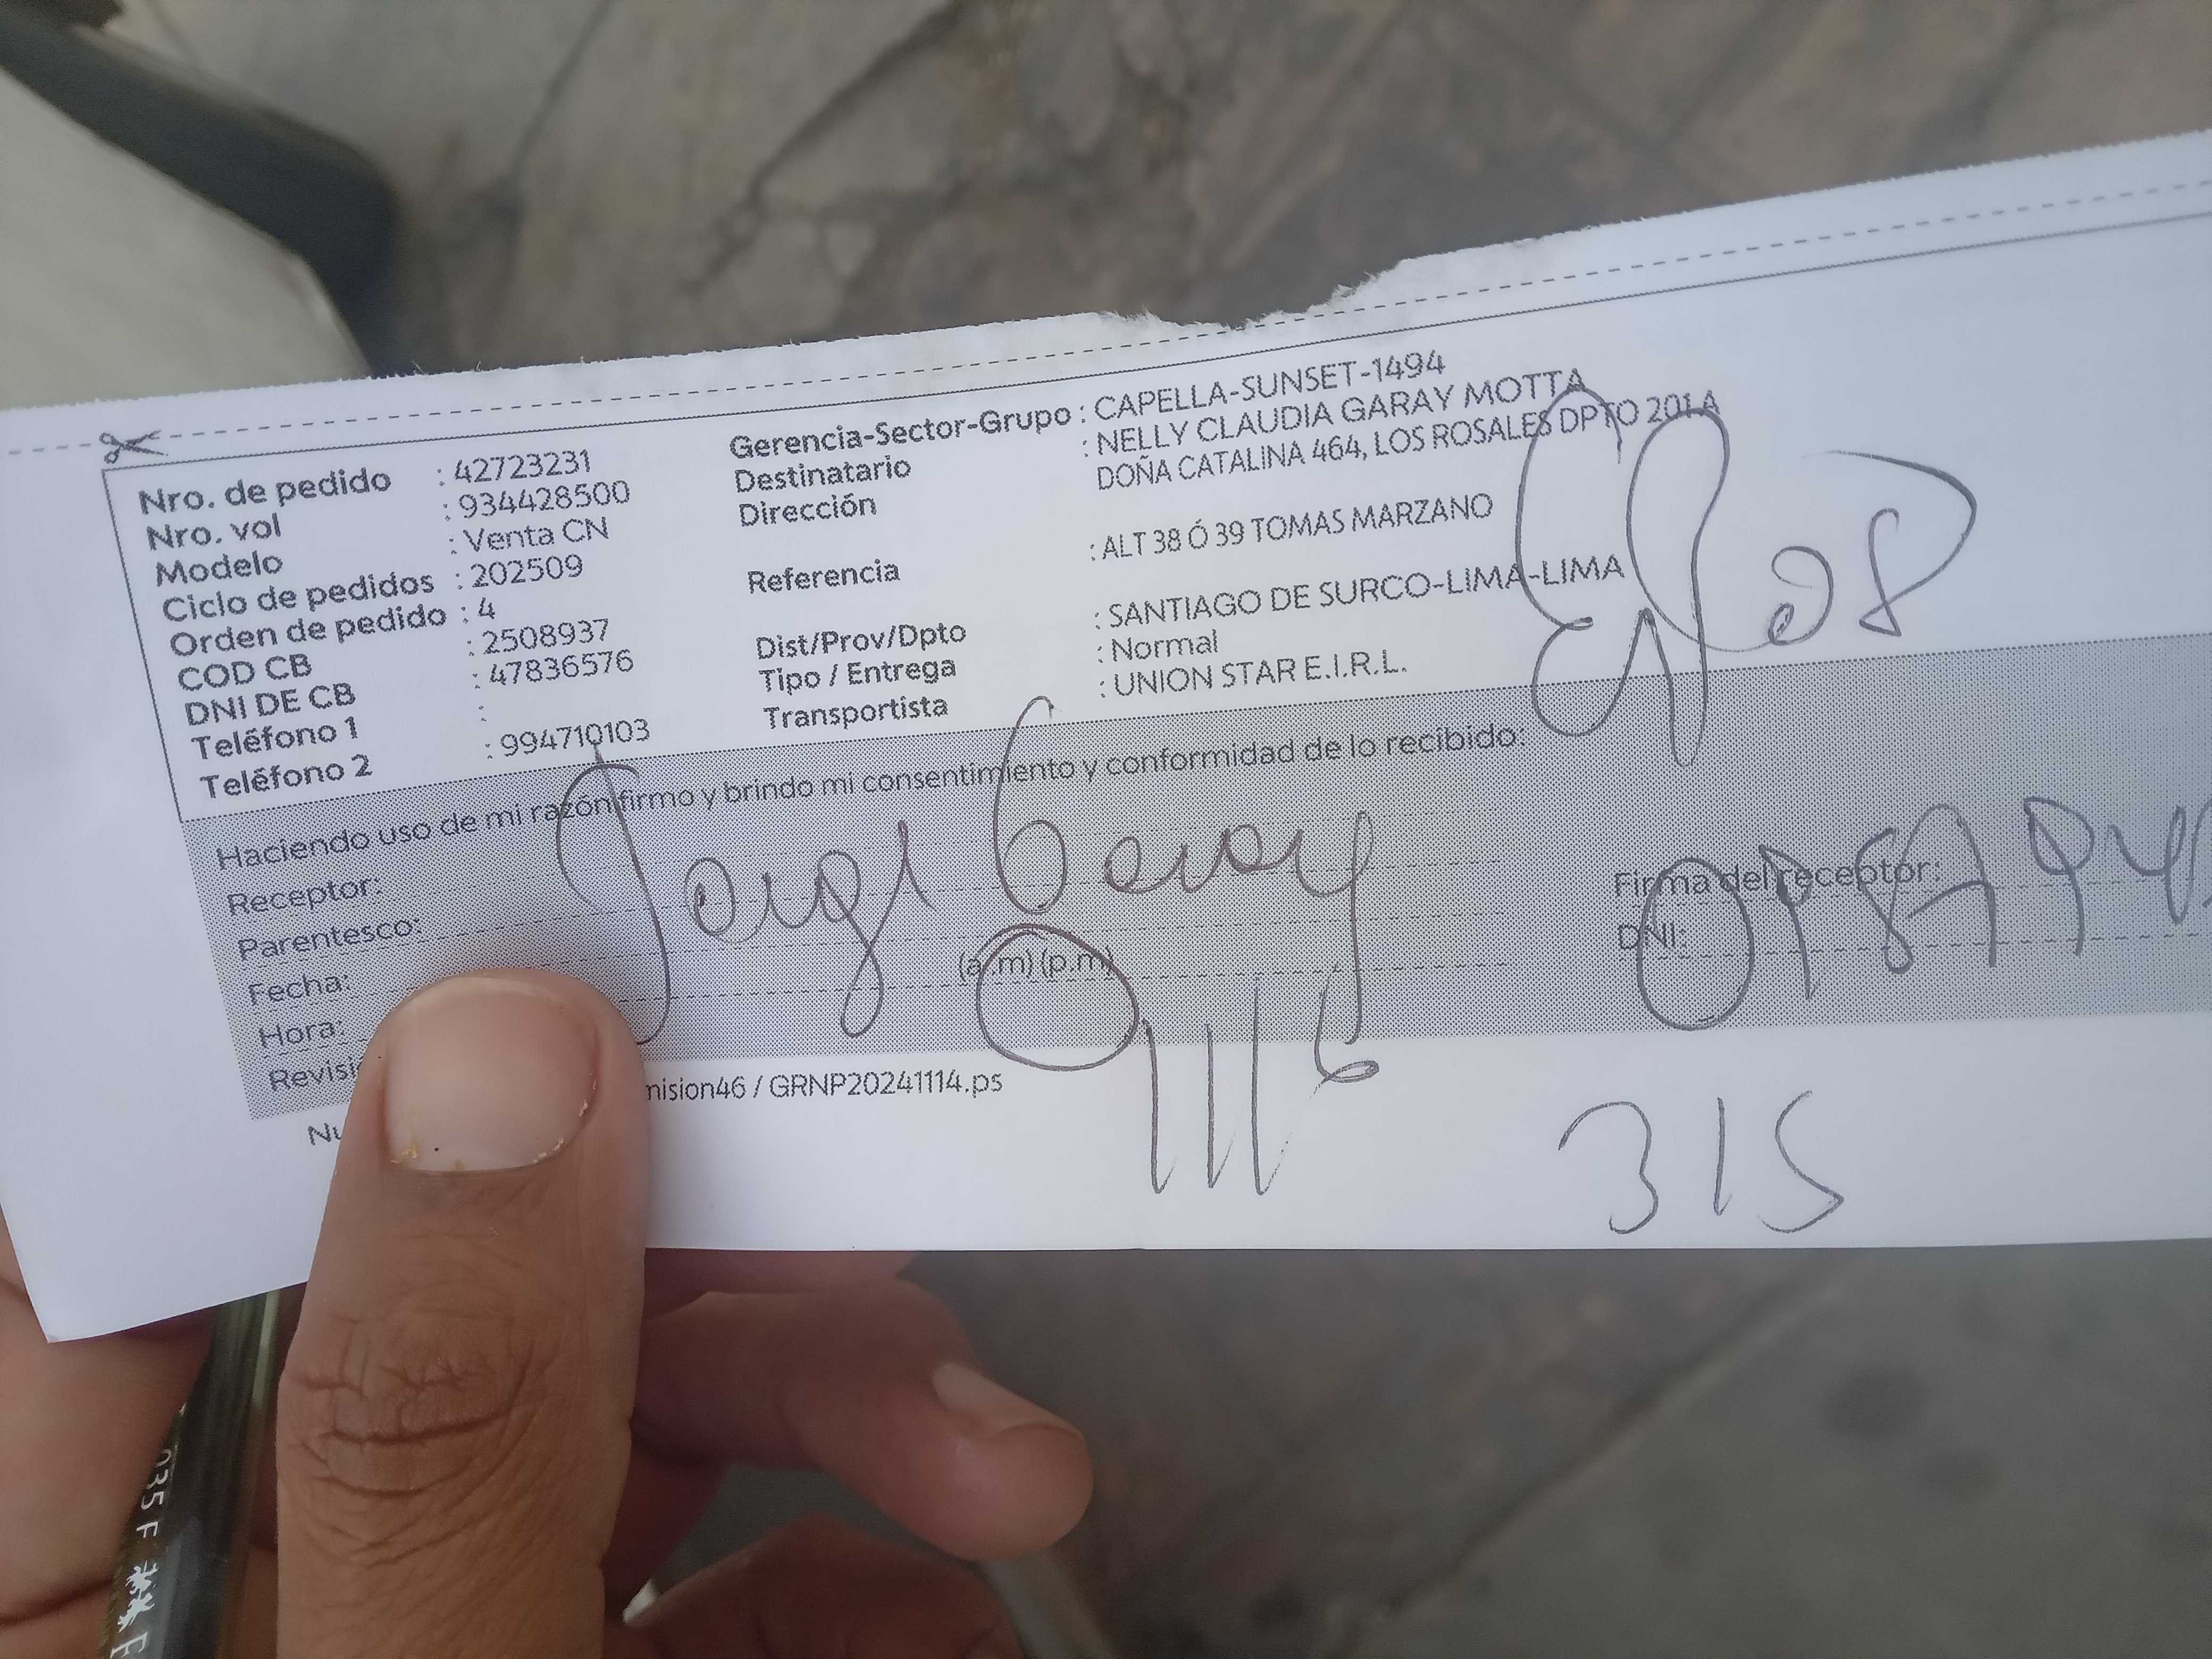 Nro. de pedido : 42723231
Nro. vol : 934428500
Modelo : Venta CN
Ciclo de pedidos : 202509
Orden de pedido : 4
COD CB : 2508937
DNI DE CB : 47836576
Teléfono 1 :
Teléfono 2 : 994710103
Gerencia-Sector-Grupo : CAPELLA-SUNSET-1494
Destinatario : NELLY CLAUDIA GARAY MOTTA
Dirección DOÑA CATALINA 464, LOS ROSALES DPTO 201 A
Referencia : ALT 38 Ó 39 TOMAS MARZANO
Dist/Prov/Dpto : SANTIAGO DE SURCO-LIMA-LIMA
Tipo / Entrega : Normal
Transportista : UNION STAR E.I.R.L.
Haciendo uso de mi razón firmo y brindo mi consentimiento y conformidad de lo recibido:
Receptor:
Parentesco:
Fecha:
Hora: (a.m) (p.m)
Garay
Firma del receptor:
DNI:
mision46 / GRNP20241114.ps
315
035 F